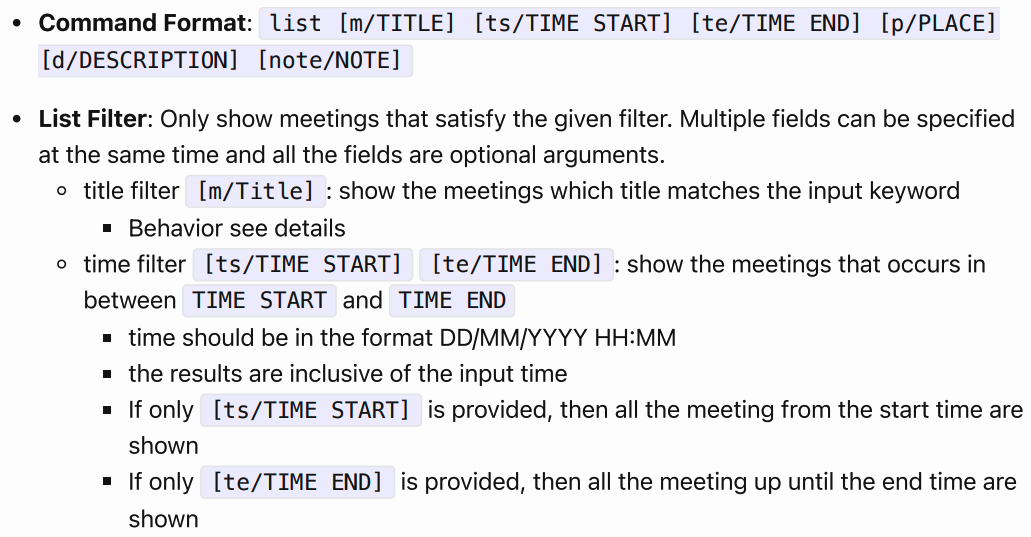 Command Format: list [m/TITLE] [ts/TIME START] [te/TIME END] [p/PLACE]
[d/DESCRIPTION] [note/NOTE]
List Filter: Only show meetings that satisfy the given filter. Multiple fields can be specified
at the same time and all the fields are optional arguments.
title filter [m/Title]: show the meetings which title matches the input keyword
Behavior see details
time filter [ts/TIME START] [te/TIME END]: show the meetings that occurs in
between TIME START and TIME END
time should be in the format DD/MM/YYYY HH:MM
the results are inclusive of the input time
If only [ts/TIME START] is provided, then all the meeting from the start time are
shown
If only [te/TIME END] is provided, then all the meeting up until the end time are
shown